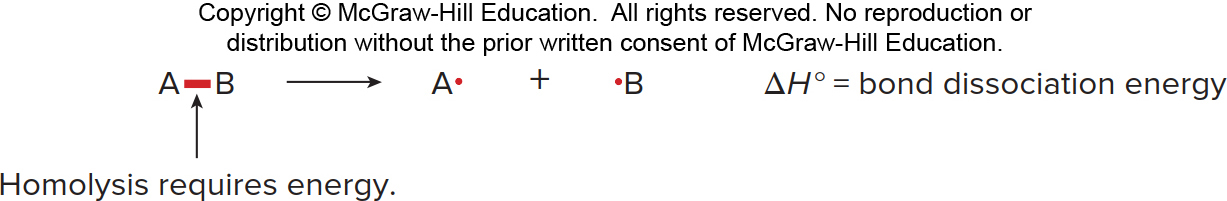 Copyright © McGraw-Hill Education.  All rights reserved. No reproduction or
distribution without the prior written consent of McGraw-Hill Education.
A–B ⟶ A• + •B ΔH° = bond dissociation energy
Homolysis requires energy.